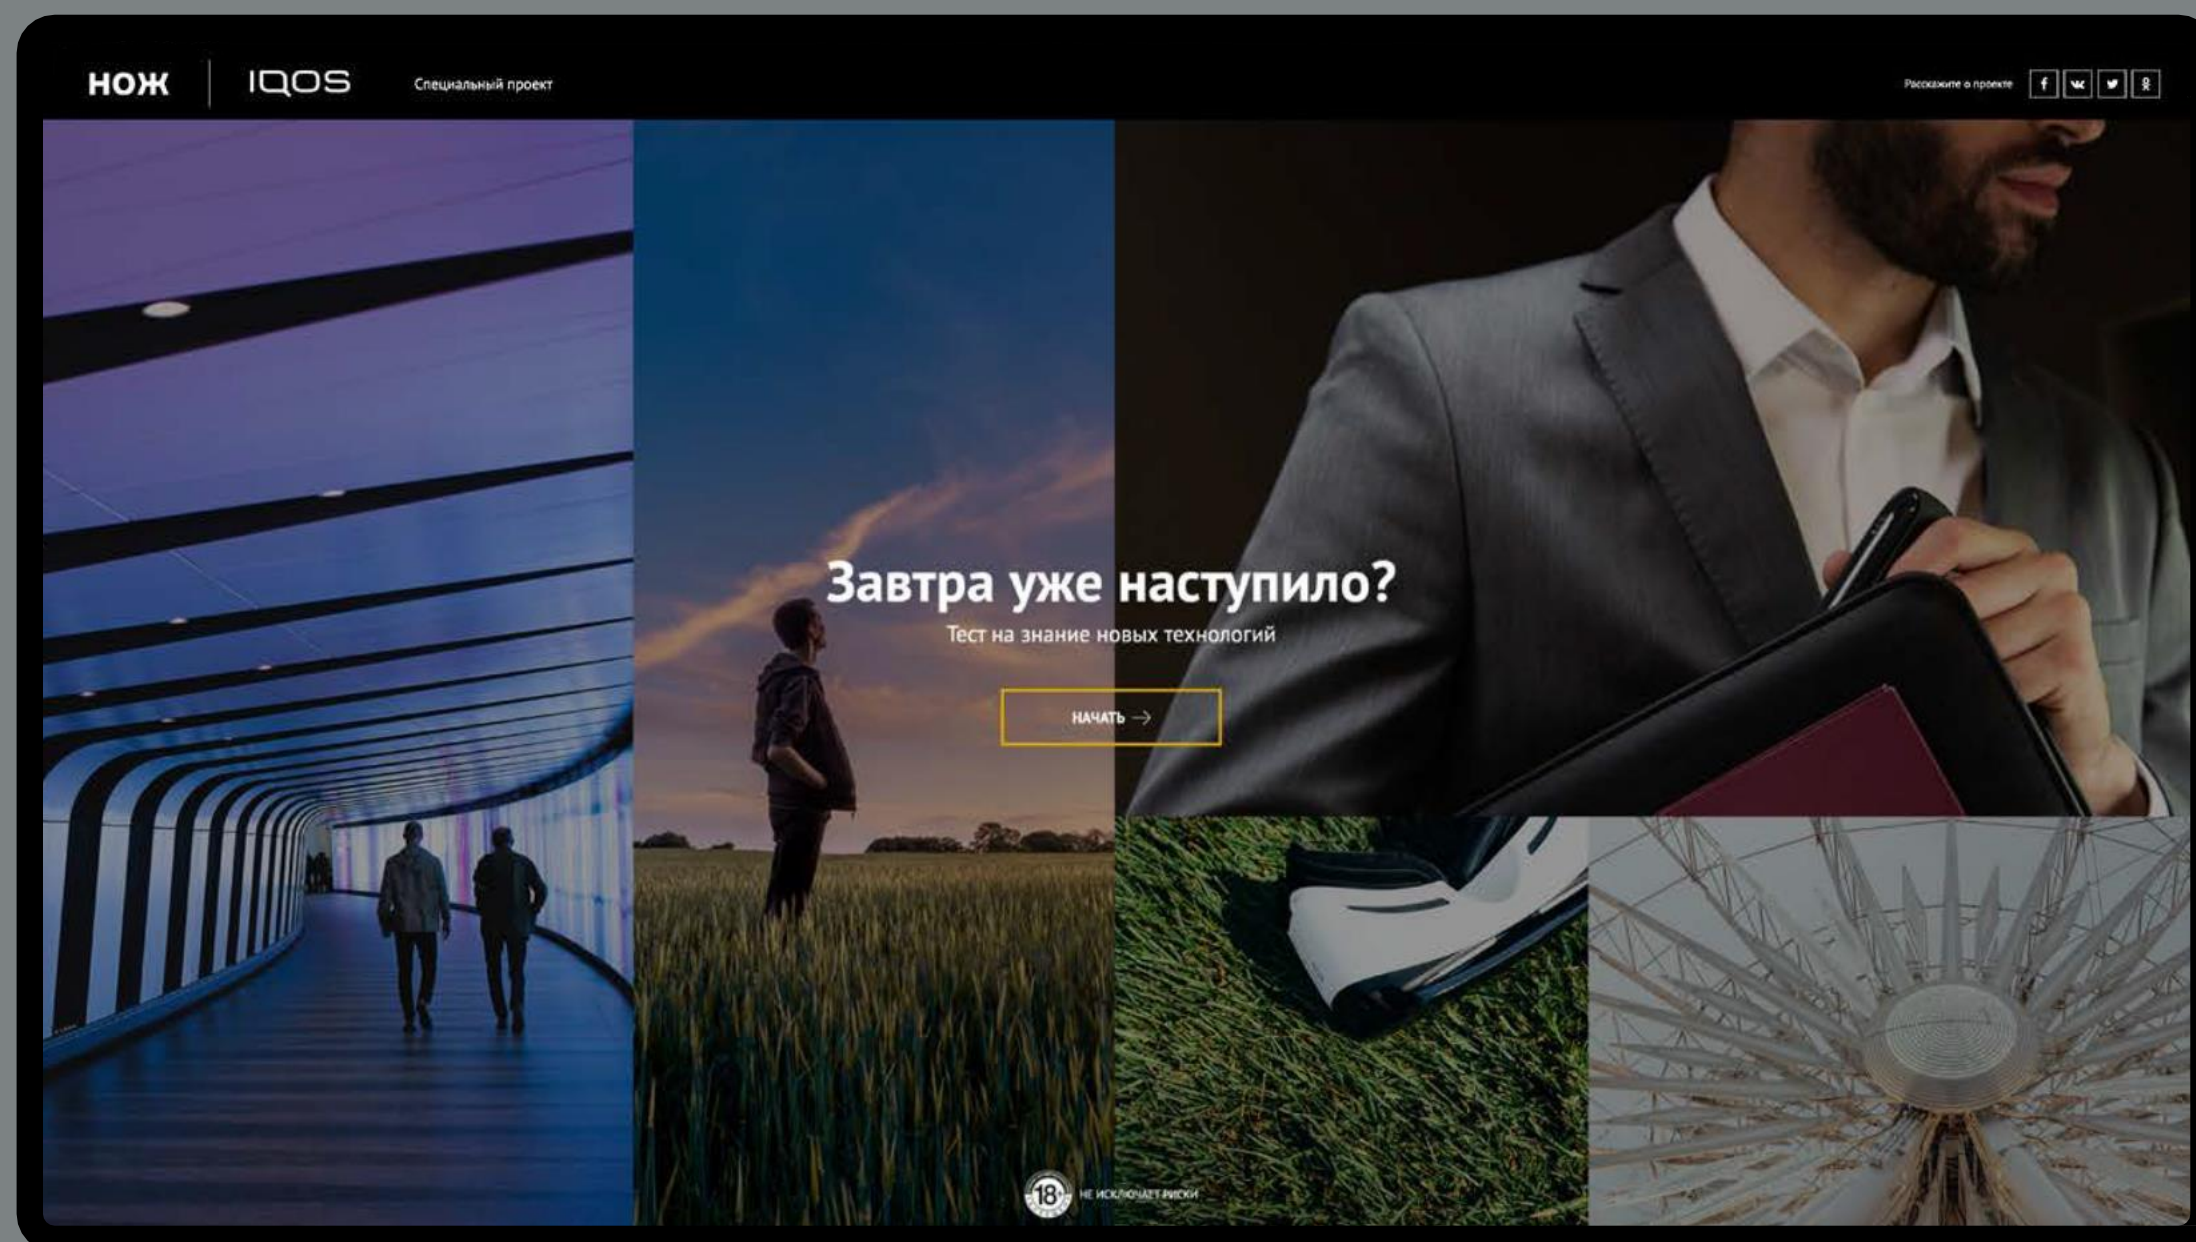 НОЖ
IQOS
Специальный проект
Расскажите о проекте
Завтра уже наступило?
Тест на знание новых технологий
НАЧАТЬ →
18+
НЕ ИСКЛЮЧАЕТ РИСКИ